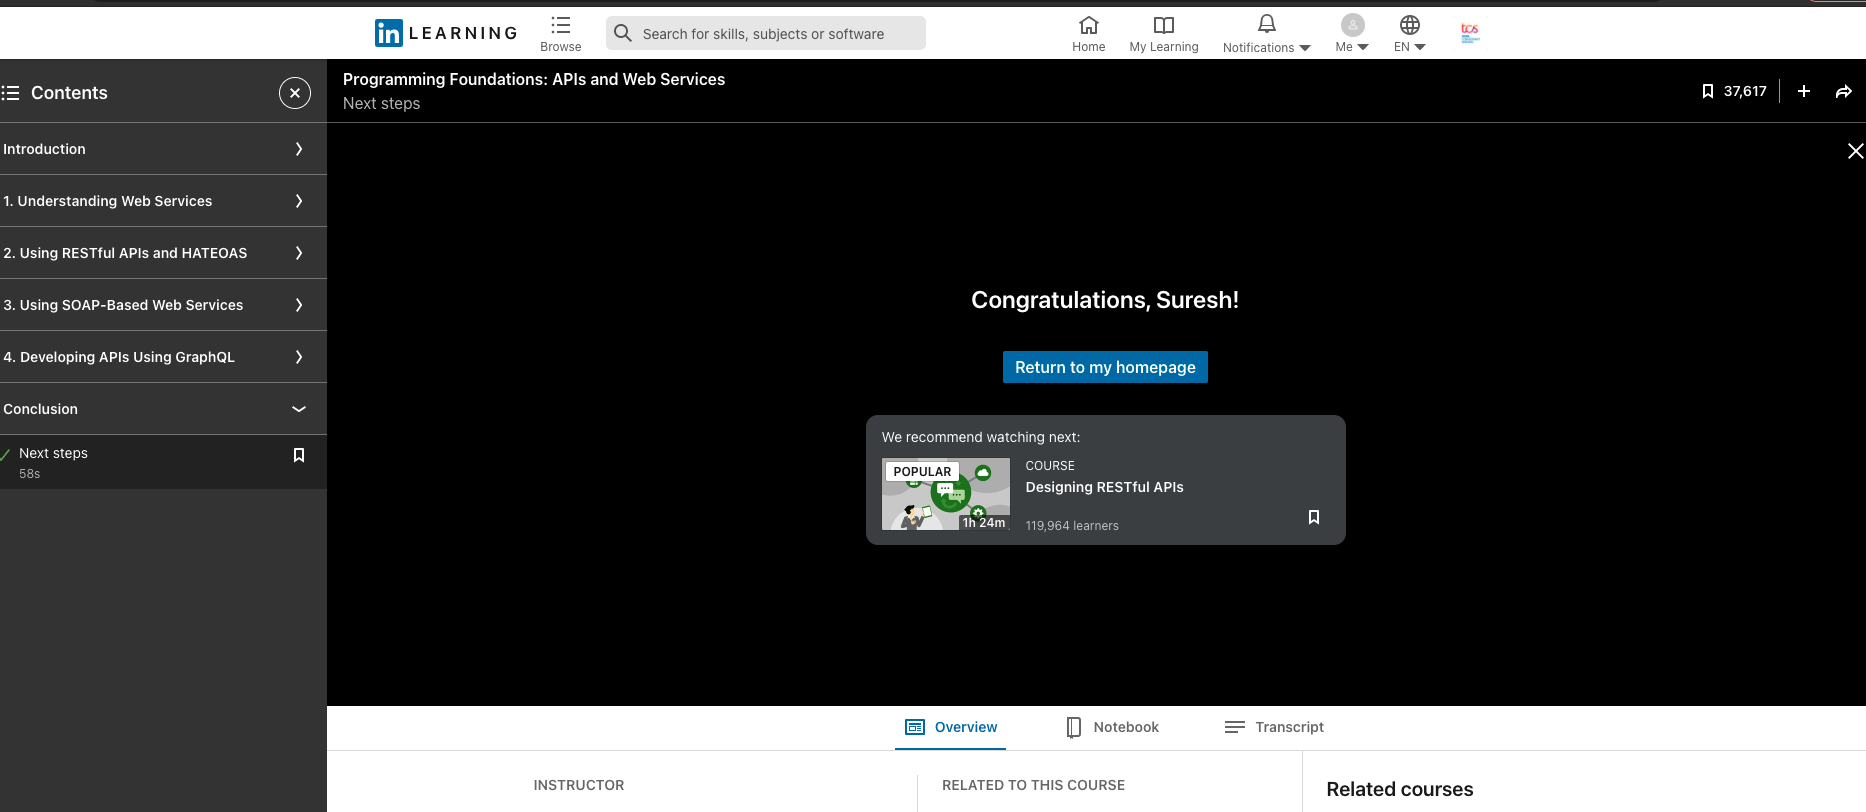 in LEARNING
Browse
Search for skills, subjects or software
Home
My Learning
Notifications
Me
EN
tcs
Contents
Introduction
1. Understanding Web Services
2. Using RESTful APIs and HATEOAS
3. Using SOAP-Based Web Services
4. Developing APIs Using GraphQL
Conclusion
Next steps
58s
Programming Foundations: APIs and Web Services
Next steps
37,617
Congratulations, Suresh!
Return to my homepage
We recommend watching next:
POPULAR
1h 24m
COURSE
Designing RESTful APIs
119,964 learners
Overview
Notebook
Transcript
INSTRUCTOR
RELATED TO THIS COURSE
Related courses